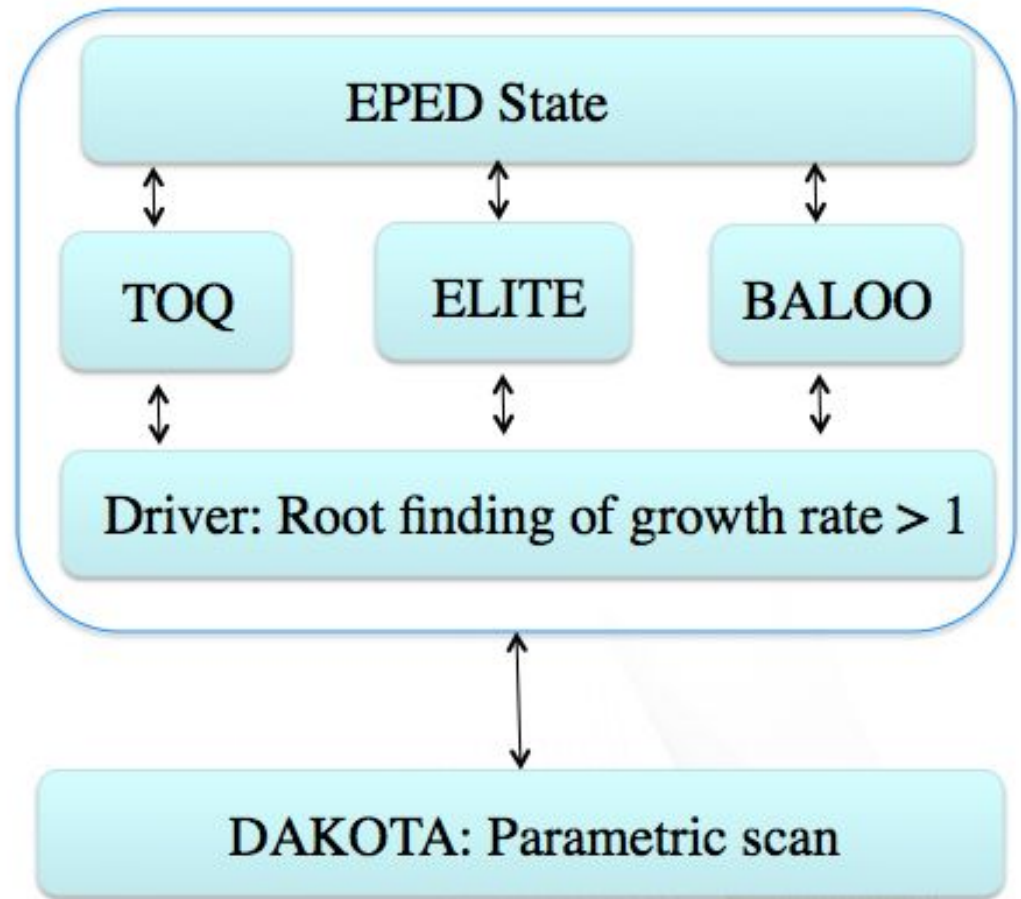 EPED State
TOQ
ELITE
BALOO
Driver: Root finding of growth rate > 1
DAKOTA: Parametric scan